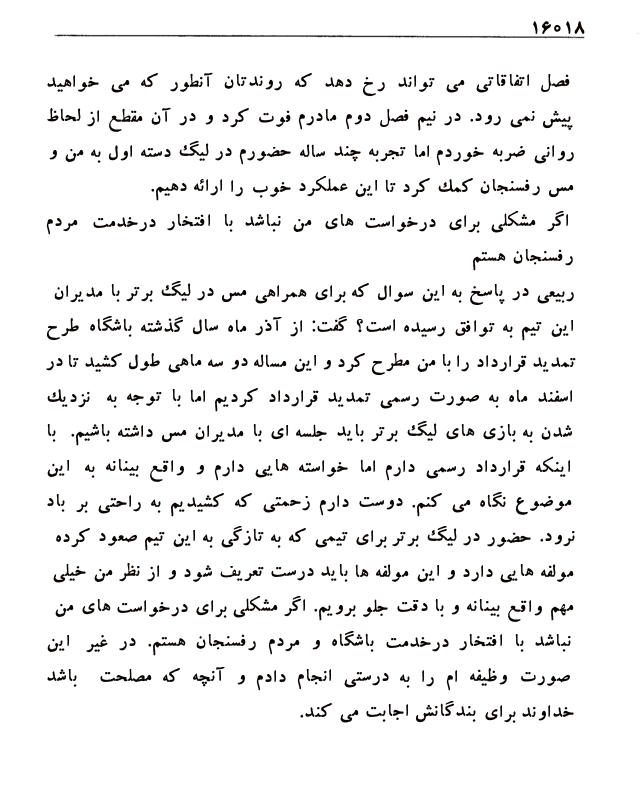 ۱۶۰۱۸
فصل اتفاقاتی می تواند رخ دهد که روندتان آنطور که می خواهید
پیش نمی رود. در نیم فصل دوم مادرم فوت کرد و در آن مقطع از لحاظ
روانی ضربه خوردم اما تجربه چند ساله حضورم در لیگ دسته اول به من و
مس رفسنجان کمک کرد تا این عملکرد خوب را ارائه دهیم.
اگر مشکلی برای درخواست های من نباشد با افتخار درخدمت مردم
رفسنجان هستم
ربیعی در پاسخ به این سوال که برای همراهی مس در لیگ برتر با مدیران
این تیم به توافق رسیده است؟ گفت: از آذر ماه سال گذشته باشگاه طرح
تمدید قرارداد را با من مطرح کرد و این مساله دو سه ماهی طول کشید تا در
اسفند ماه به صورت رسمی تمدید قرارداد کردیم اما با توجه به نزدیک
شدن به بازی های لیگ برتر باید جلسه ای با مدیران مس داشته باشیم. با
اینکه قرارداد رسمی دارم اما خواسته هایی دارم و واقع بینانه به این
موضوع نگاه می کنم. دوست دارم زحمتی که کشیدیم به راحتی بر باد
نرود. حضور در لیگ برتر برای تیمی که به تازگی به این تیم صعود کرده
مولفه هایی دارد و این مولفه ها باید درست تعریف شود و از نظر من خیلی
مهم واقع بینانه و با دقت جلو برویم. اگر مشکلی برای درخواست های من
نباشد با افتخار درخدمت باشگاه و مردم رفسنجان هستم. در غیر این
صورت وظیفه ام را به درستی انجام دادم و آنچه که مصلحت باشد
خداوند برای بندگانش اجابت می کند.